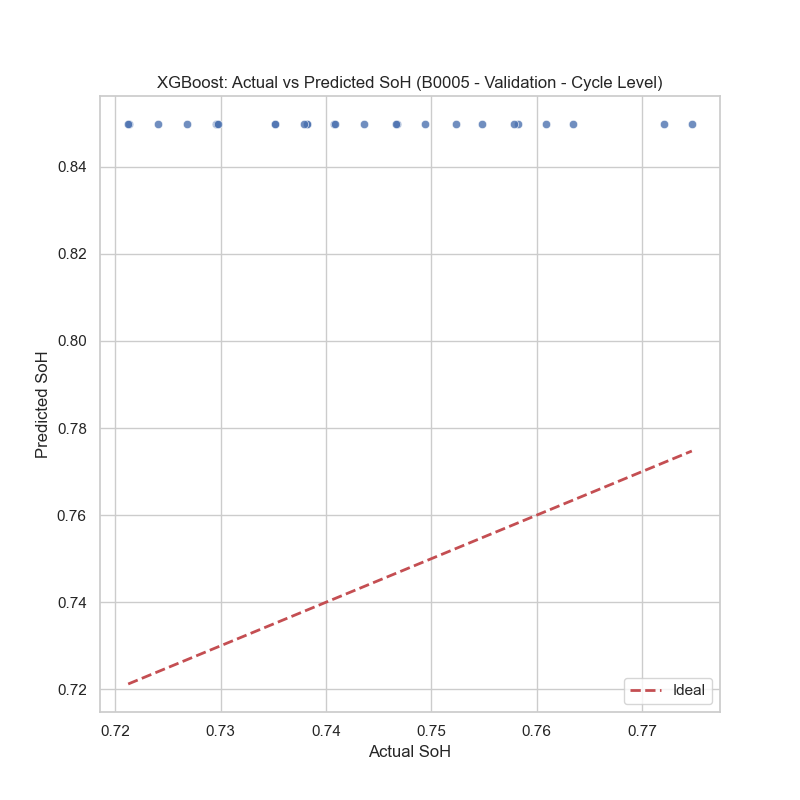 XGBoost: Actual vs Predicted SoH (B0005 - Validation - Cycle Level)
0.84
0.82
0.80
0.78
0.76
0.74
0.72
Predicted SoH
Ideal
0.72 0.73 0.74 0.75 0.76 0.77
Actual SoH